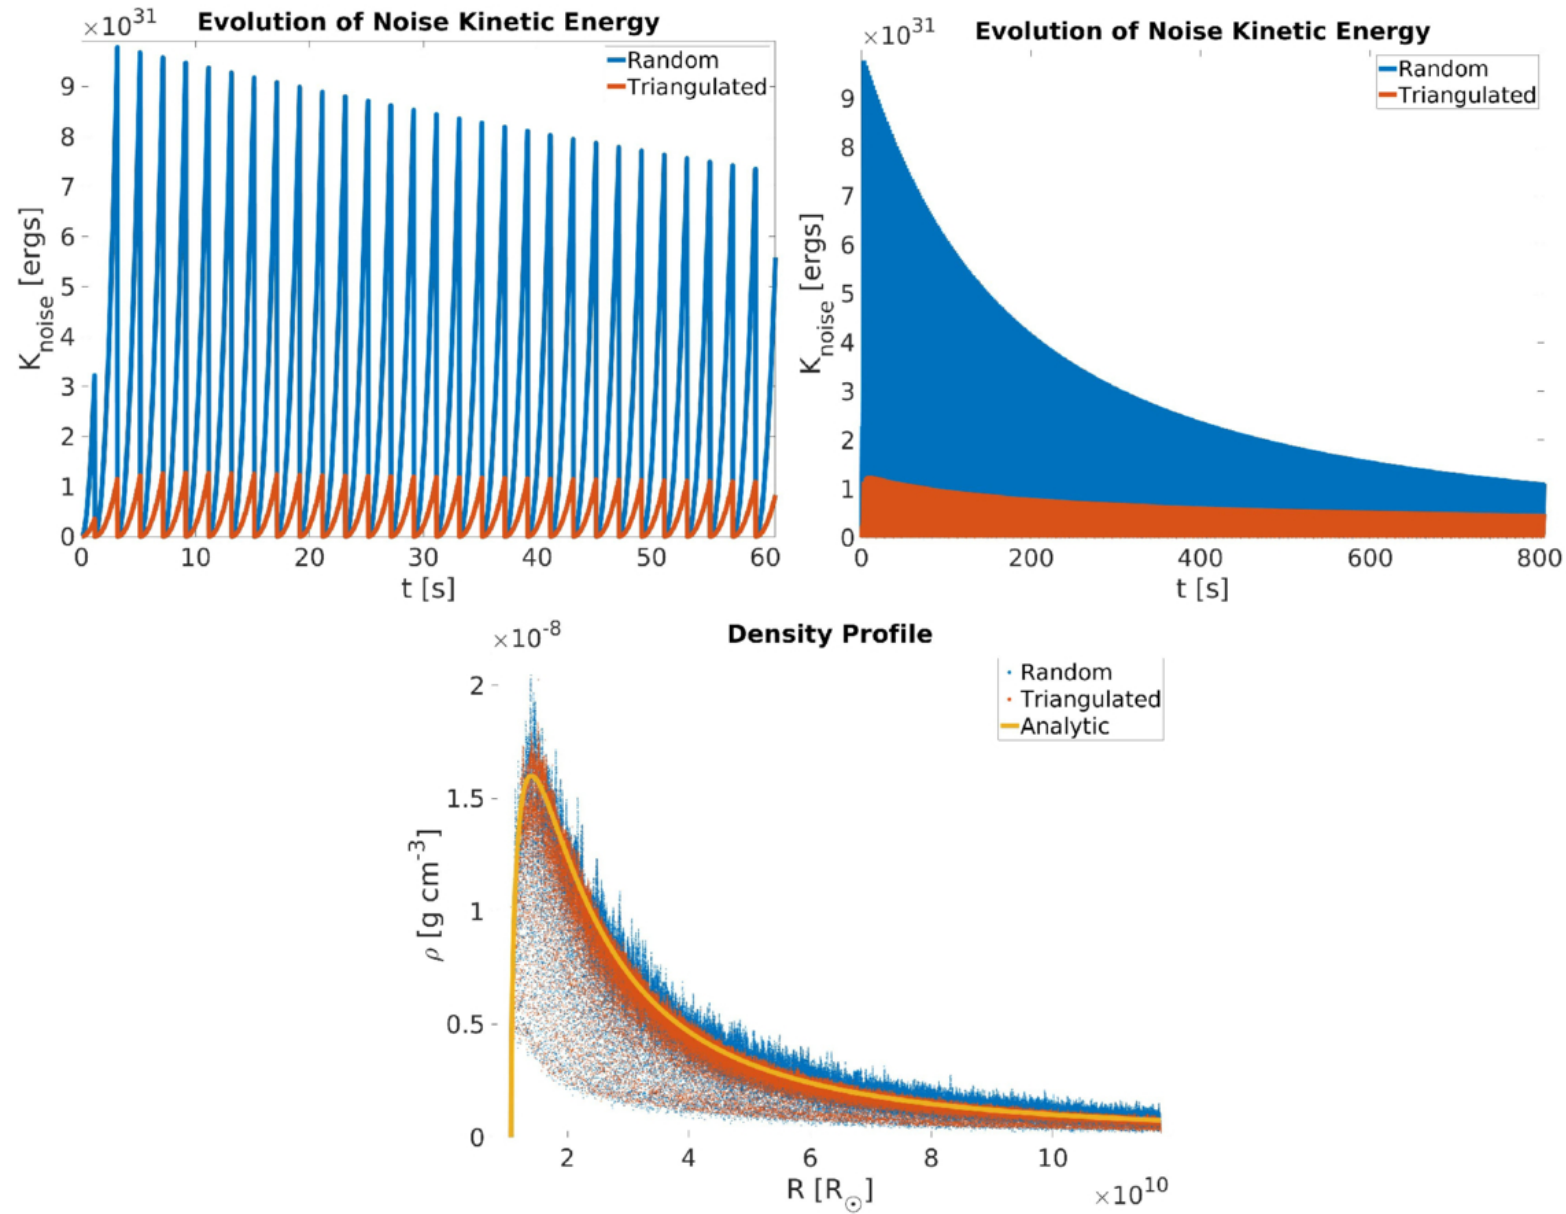 ×10^31
Evolution of Noise Kinetic Energy
Random
Triangulated
9
8
7
6
5
4
3
2
1
0
K_noise [ergs]
0 10 20 30 40 50 60
t [s]
×10^31
Evolution of Noise Kinetic Energy
Random
Triangulated
9
8
7
6
5
4
3
2
1
0
K_noise [ergs]
0 200 400 600 800
t [s]
×10^-8
Density Profile
Random
Triangulated
Analytic
2
1.5
1
0.5
0
ρ [g cm^-3]
2 4 6 8 10
R [R_⊙]
×10^10